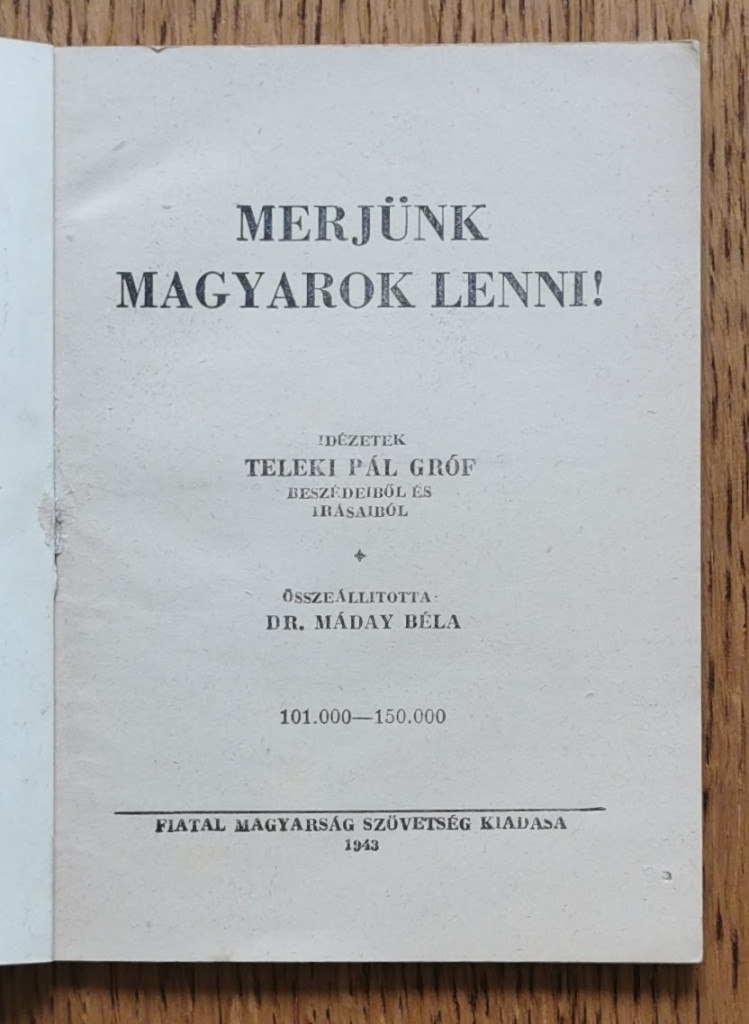 MERJÜNK
MAGYAROK LENNI!
IDÉZETEK
TELEKI PÁL GRÓF
BESZÉDEIBŐL ÉS
IRÁSAIBÓL
ÖSSZEÁLLITOTTA:
DR. MÁDAY BÉLA
101.000—150.000
FIATAL MAGYARSÁG SZÖVETSÉG KIADÁSA
1943